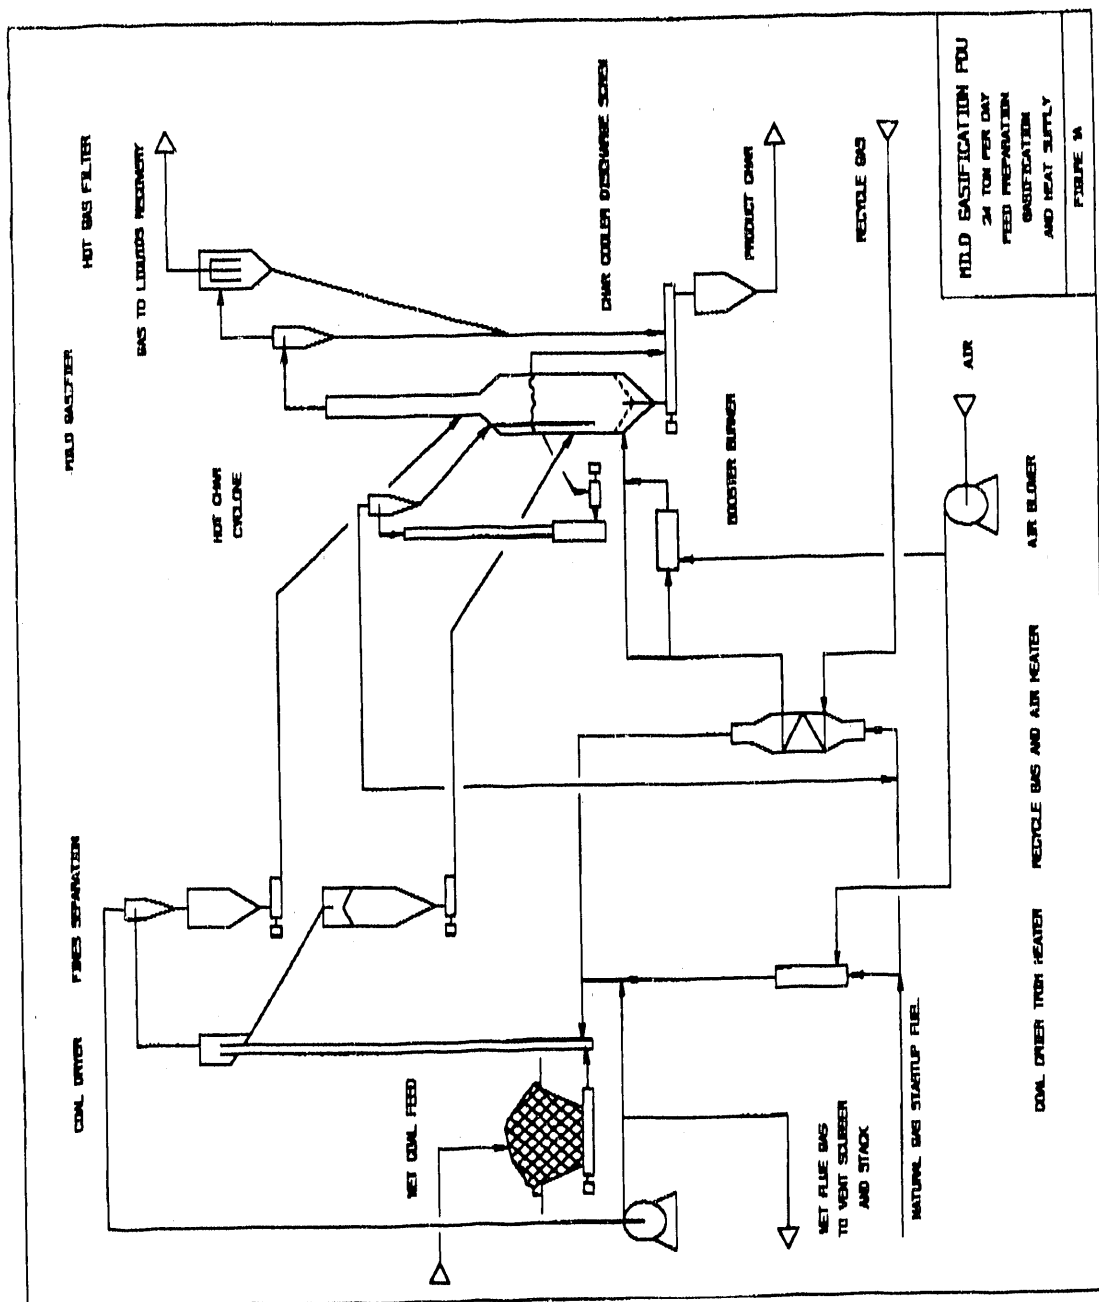 COAL DRYER
FINES SEPARATION
MILD GASIFIER
HOT GAS FILTER
GAS TO LIQUIDS RECOVERY
HOT CHAR
CYCLONE
WET COAL FEED
CHAR COOLER DISCHARGE SCREW
BOOSTER BURNER
PRODUCT CHAR
NET FLUE GAS
TO VENT SCUBBER
AND STACK
RECYCLE GAS
NATURAL GAS STARTUP FUEL
AIR
COAL DRIER TRIM HEATER
RECYCLE GAS AND AIR HEATER
AIR BLOWER
MILD GASIFICATION PDU
24 TON PER DAY
FEED PREPARATION
GASIFICATION
AND HEAT SUPPLY
FIGURE 1A